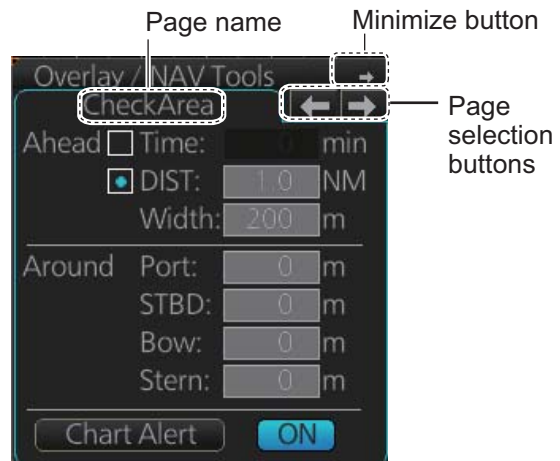 Page name
Minimize button
Overlay / NAV Tools
CheckArea
Page
selection
buttons
Ahead Time: 0 min
DIST: 1.0 NM
Width: 200 m
Around Port: 0 m
STBD: 0 m
Bow: 0 m
Stern: 0 m
Chart Alert ON